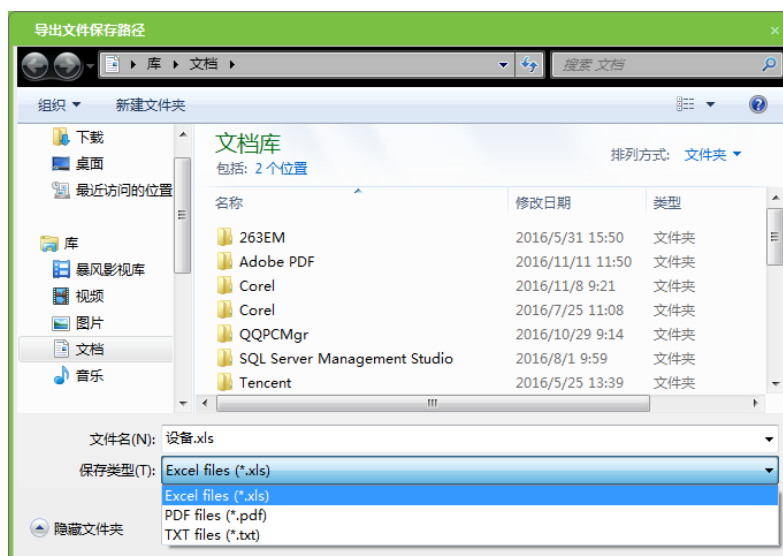 导出文件保存路径
库 文档
搜索 文档
组织 新建文件夹
下载
桌面
最近访问的位置
库
暴风影视库
视频
图片
文档
音乐
文档库
包括: 2 个位置
排列方式: 文件夹
名称 修改日期 类型
263EM 2016/5/31 15:50 文件夹
Adobe PDF 2016/11/11 11:50 文件夹
Corel 2016/11/8 9:21 文件夹
Corel 2016/7/25 11:08 文件夹
QQPCMgr 2016/10/29 9:14 文件夹
SQL Server Management Studio 2016/8/1 9:59 文件夹
Tencent 2016/5/25 13:39 文件夹
文件名(N): 设备.xls
保存类型(T): Excel files (*.xls)
Excel files (*.xls)
PDF files (*.pdf)
TXT files (*.txt)
隐藏文件夹